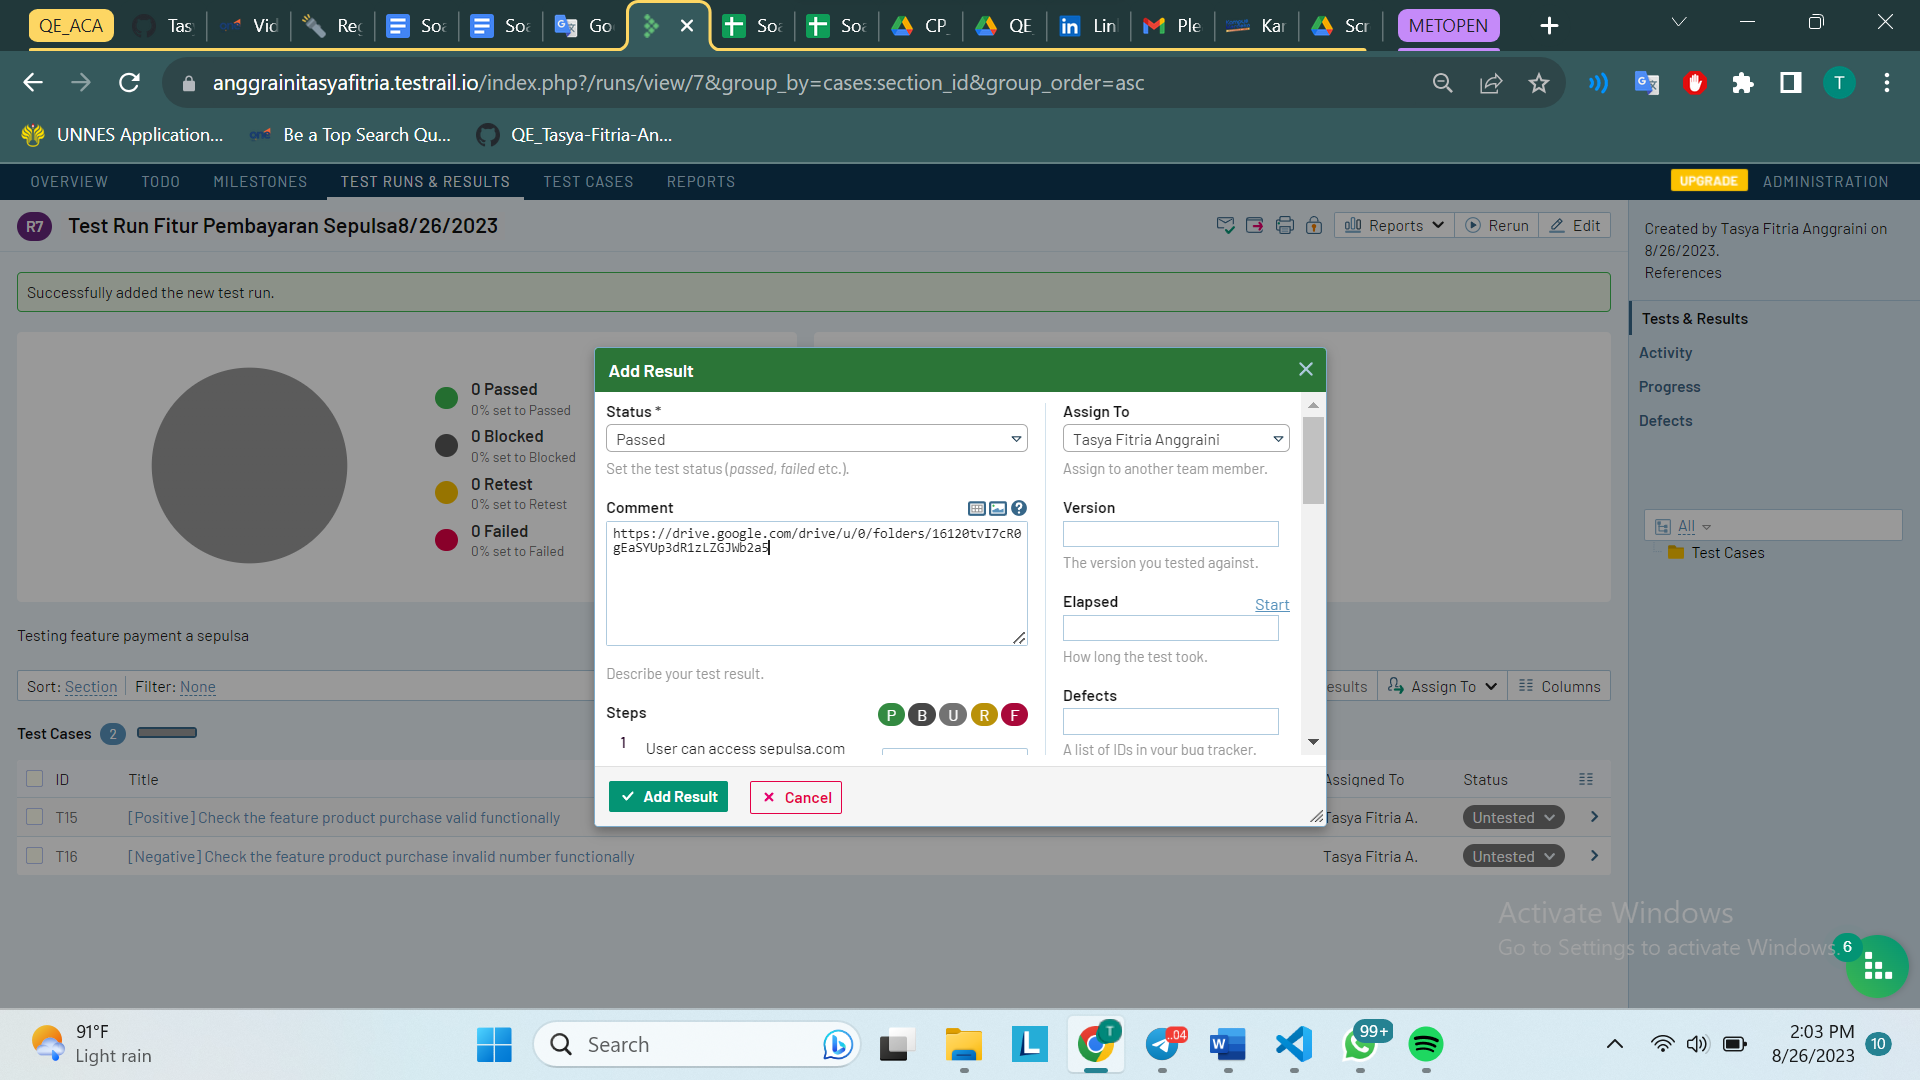 QE_ACA
Tas
Vid
Reg
Soa
Soa
Go
Soa
Soa
CP_
QE
Lin
Ple
Kar
Scr
METOPEN
anggrainitasyafitria.testrail.io/index.php?/runs/view/7&group_by=cases:section_id&group_order=asc
T
UNNES Application...
one
Be a Top Search Qu...
QE_Tasya-Fitria-An...
OVERVIEW
TODO
MILESTONES
TEST RUNS & RESULTS
TEST CASES
REPORTS
UPGRADE
ADMINISTRATION
R7
Test Run Fitur Pembayaran Sepulsa8/26/2023
Reports
Rerun
Edit
Created by Tasya Fitria Anggraini on
8/26/2023.
References
Successfully added the new test run.
Tests & Results
Activity
Progress
Defects
All
Test Cases
0 Passed
0% set to Passed
0 Blocked
0% set to Blocked
0 Retest
0% set to Retest
0 Failed
0% set to Failed
Add Result
Status *
Passed
Set the test status (passed, failed etc.).
Comment
https://drive.google.com/drive/u/0/folders/16120tvI7cR0
gEaSYUp3dR1zLZGJWb2a5
Describe your test result.
Steps
P B U R F
1 User can access sepulsa.com
Assign To
Tasya Fitria Anggraini
Assign to another team member.
Version
The version you tested against.
Elapsed
Start
How long the test took.
Defects
A list of IDs in your bug tracker.
Add Result
Cancel
Testing feature payment a sepulsa
Sort: Section
Filter: None
esults
Assign To
Columns
Test Cases 2
ID
Title
Assigned To
Status
T15
[Positive] Check the feature product purchase valid functionally
Tasya Fitria A.
Untested
T16
[Negative] Check the feature product purchase invalid number functionally
Tasya Fitria A.
Untested
Activate Windows
Go to Settings to activate Windows.
6
91°F
Light rain
Search
L
T
..04
W
99+
2:03 PM
8/26/2023
10